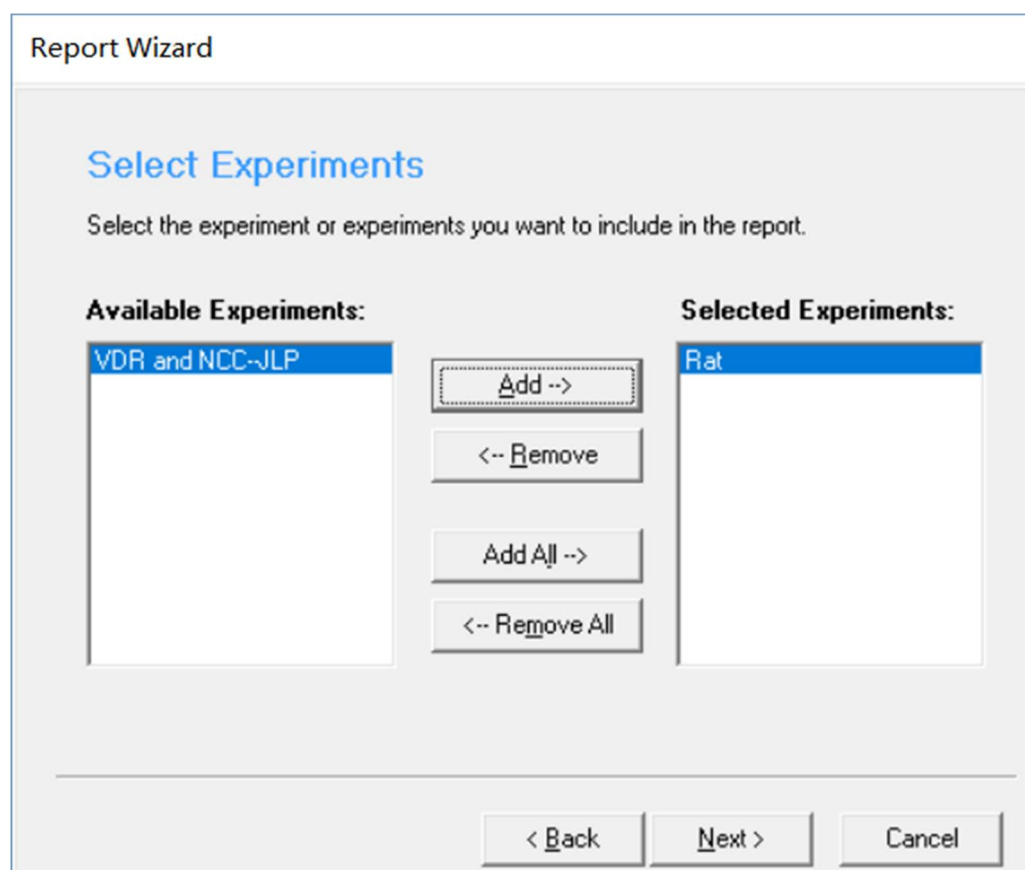 Report Wizard
Select Experiments
Select the experiment or experiments you want to include in the report.
Available Experiments:
VDR and NCC-JLP
Selected Experiments:
Rat
Add -->
<-- Remove
Add All -->
<-- Remove All
< Back
Next >
Cancel